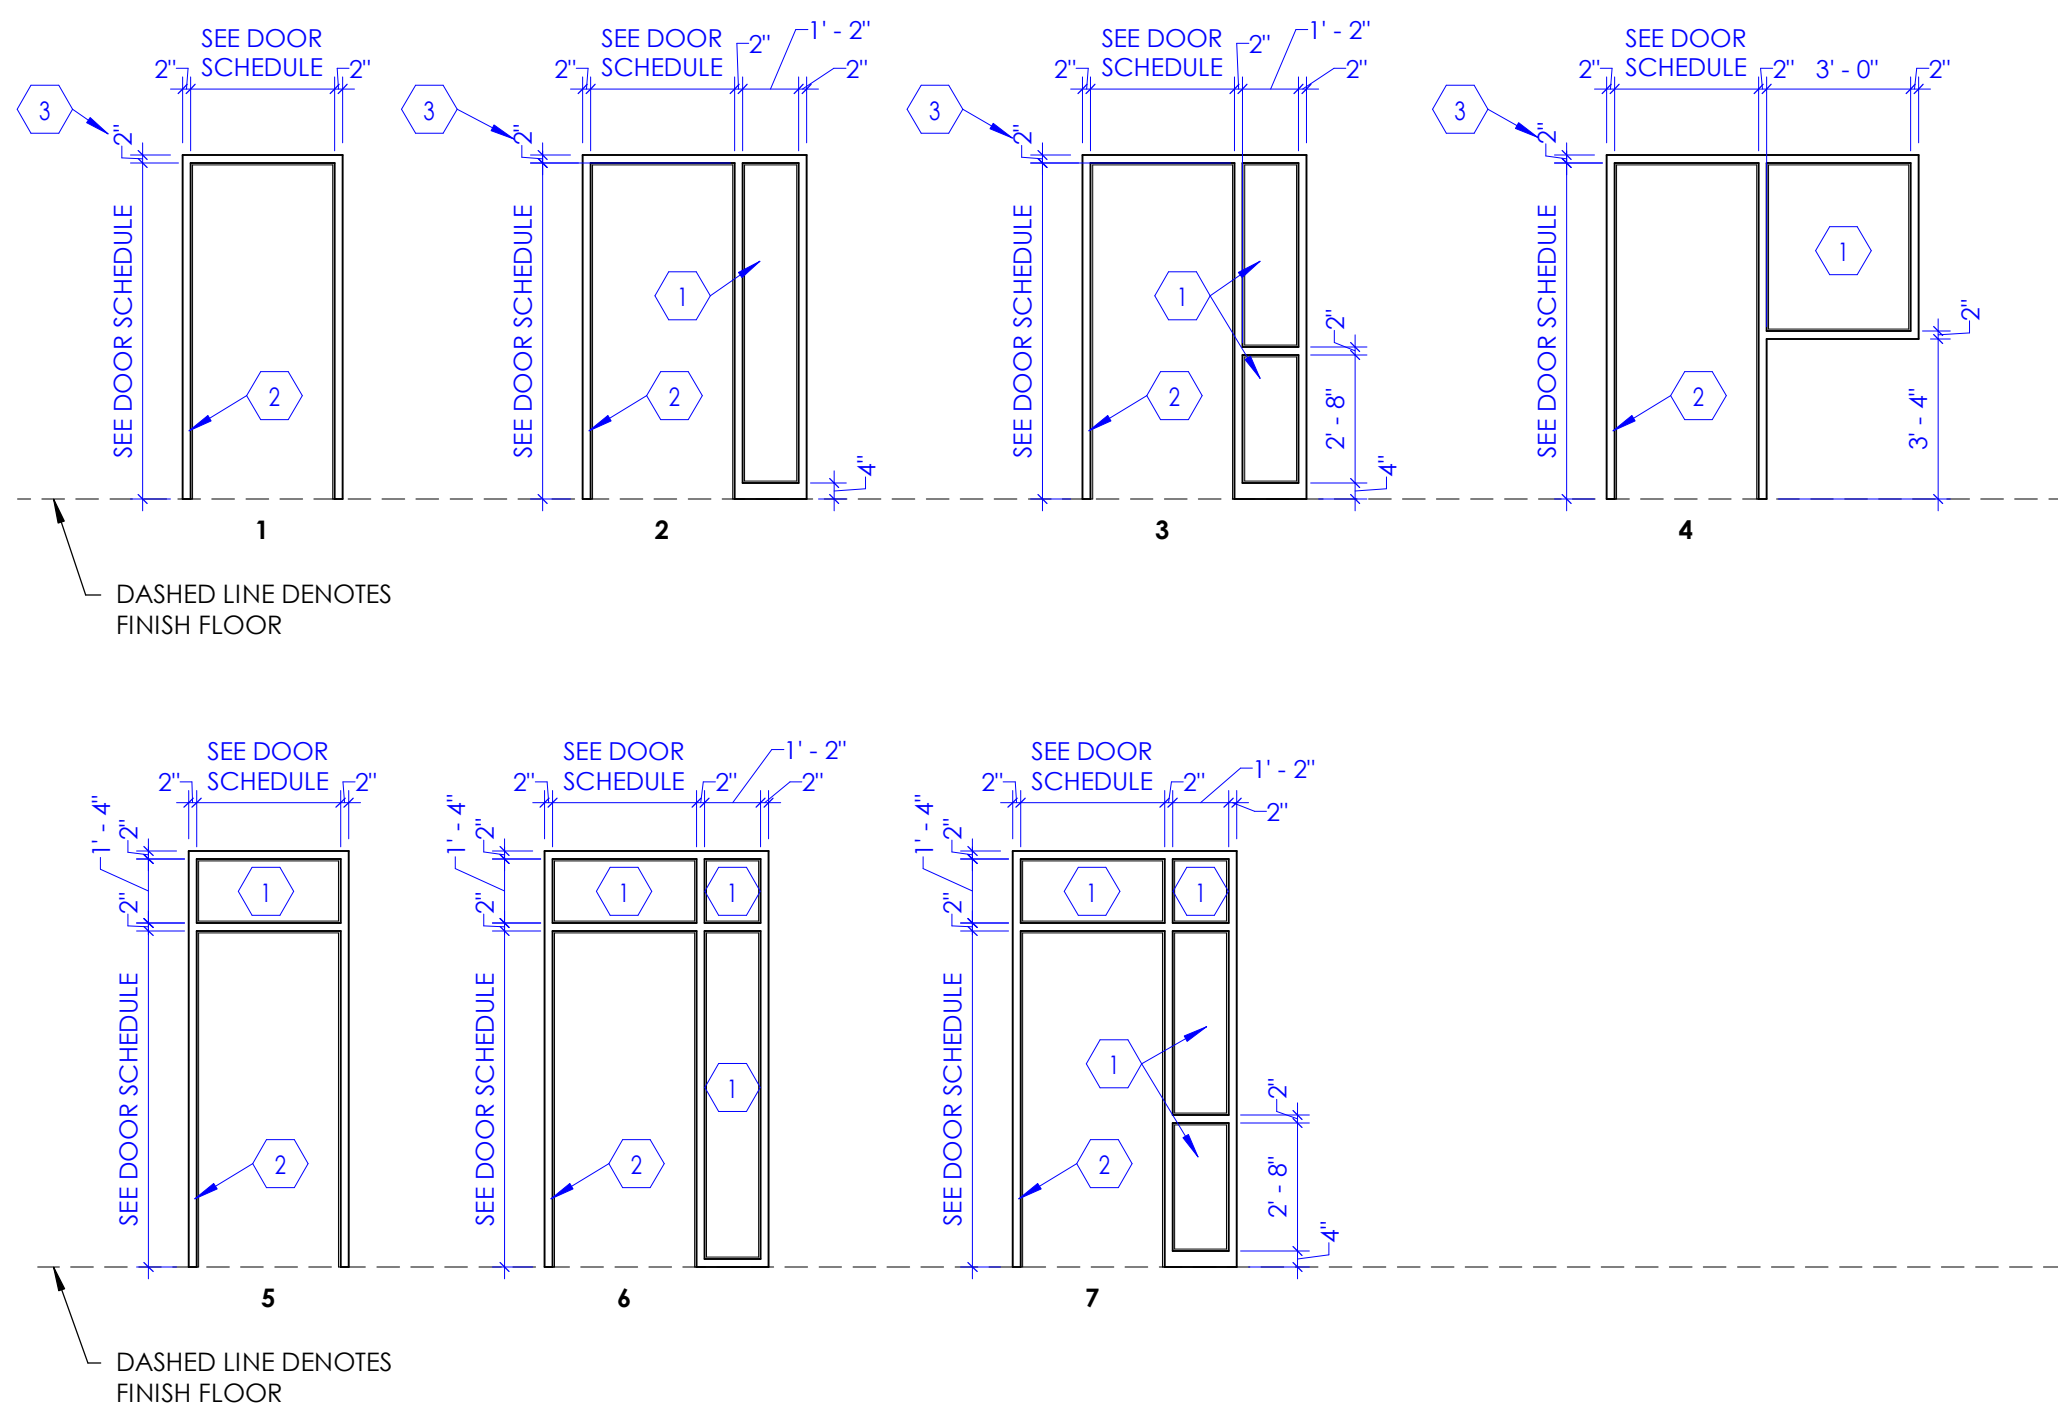 SEE DOOR
SCHEDULE
2"
2"
3
2"
SEE DOOR SCHEDULE
2
1
SEE DOOR
SCHEDULE
2"
2"
1' - 2"
2"
3
2"
SEE DOOR SCHEDULE
1
2
4"
2
SEE DOOR
SCHEDULE
2"
2"
1' - 2"
2"
3
2"
SEE DOOR SCHEDULE
1
2
2"
2' - 8"
4"
3
SEE DOOR
SCHEDULE
2"
2"
3' - 0"
2"
3
2"
SEE DOOR SCHEDULE
1
2
2"
3' - 4"
4
DASHED LINE DENOTES
FINISH FLOOR
SEE DOOR
SCHEDULE
2"
2"
1' - 4"
2"
2"
SEE DOOR SCHEDULE
1
2
5
SEE DOOR
SCHEDULE
2"
2"
1' - 2"
2"
1' - 4"
2"
2"
SEE DOOR SCHEDULE
1
1
1
2
6
SEE DOOR
SCHEDULE
2"
2"
1' - 2"
2"
1' - 4"
2"
2"
SEE DOOR SCHEDULE
1
1
1
2
2"
2' - 8"
4"
7
DASHED LINE DENOTES
FINISH FLOOR